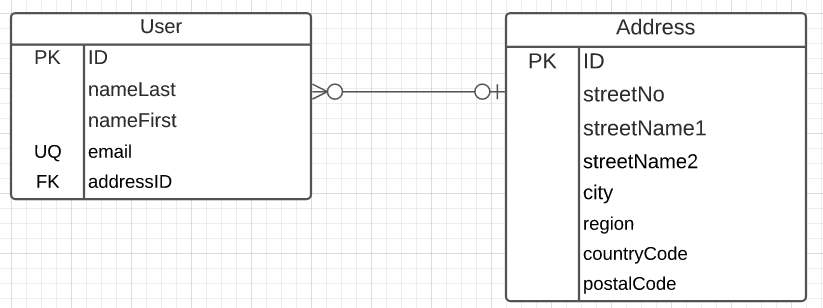 User
PK ID
nameLast
nameFirst
UQ email
FK addressID
Address
PK ID
streetNo
streetName1
streetName2
city
region
countryCode
postalCode